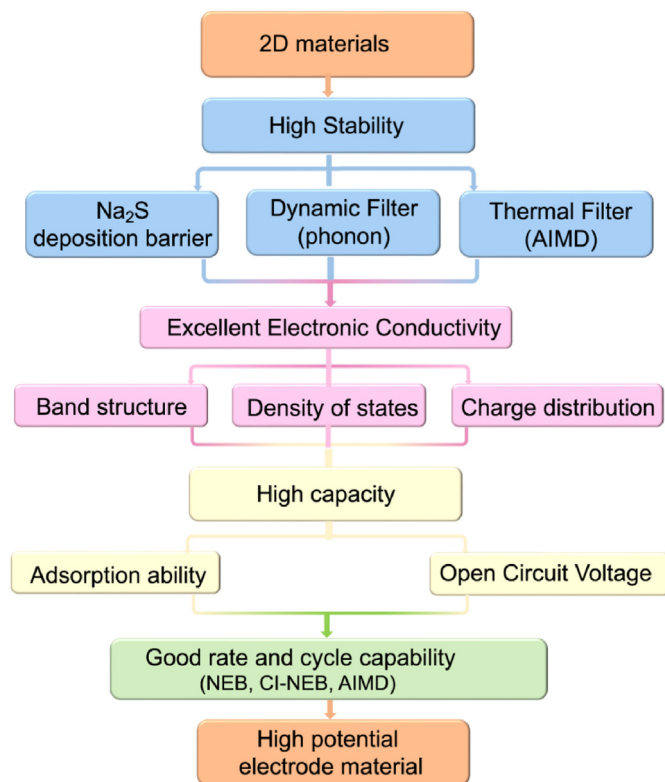 2D materials
High Stability
Na₂S
deposition barrier
Dynamic Filter
(phonon)
Thermal Filter
(AIMD)
Excellent Electronic Conductivity
Band structure
Density of states
Charge distribution
High capacity
Adsorption ability
Open Circuit Voltage
Good rate and cycle capability
(NEB, CI-NEB, AIMD)
High potential
electrode material